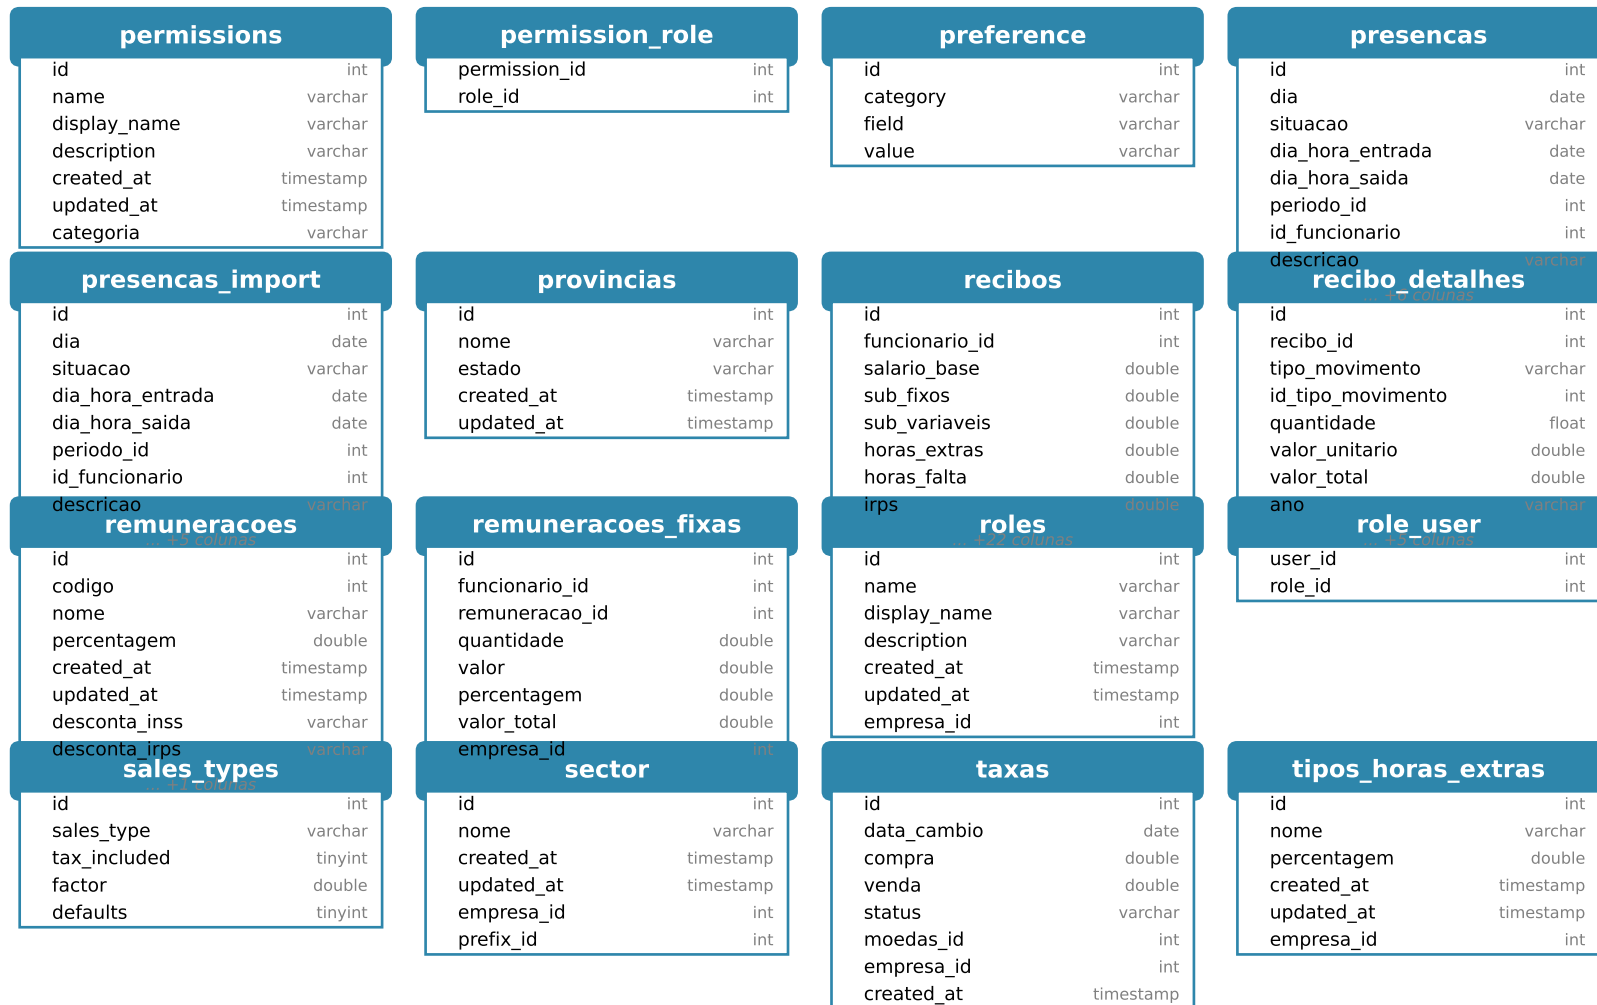 permissions
id int
name varchar
display_name varchar
description varchar
created_at timestamp
updated_at timestamp
categoria varchar
permission_role
permission_id int
role_id int
preference
id int
category varchar
field varchar
value varchar
presencas
id int
dia date
situacao varchar
dia_hora_entrada date
dia_hora_saida date
periodo_id int
id_funcionario int
descricao varchar
... +6 colunas
presencas_import
id int
dia date
situacao varchar
dia_hora_entrada date
dia_hora_saida date
periodo_id int
id_funcionario int
descricao varchar
... +5 colunas
provincias
id int
nome varchar
estado varchar
created_at timestamp
updated_at timestamp
recibos
id int
funcionario_id int
salario_base double
sub_fixos double
sub_variaveis double
horas_extras double
horas_falta double
irps double
... +22 colunas
recibo_detalhes
id int
recibo_id int
tipo_movimento varchar
id_tipo_movimento int
quantidade float
valor_unitario double
valor_total double
ano varchar
... +5 colunas
remuneracoes
id int
codigo int
nome varchar
percentagem double
created_at timestamp
updated_at timestamp
desconta_inss varchar
desconta_irps varchar
... +1 colunas
remuneracoes_fixas
id int
funcionario_id int
remuneracao_id int
quantidade double
valor double
percentagem double
valor_total double
empresa_id int
roles
id int
name varchar
display_name varchar
description varchar
created_at timestamp
updated_at timestamp
empresa_id int
role_user
user_id int
role_id int
sales_types
id int
sales_type varchar
tax_included tinyint
factor double
defaults tinyint
sector
id int
nome varchar
created_at timestamp
updated_at timestamp
empresa_id int
prefix_id int
taxas
id int
data_cambio date
compra double
venda double
status varchar
moedas_id int
empresa_id int
created_at timestamp
tipos_horas_extras
id int
nome varchar
percentagem double
created_at timestamp
updated_at timestamp
empresa_id int